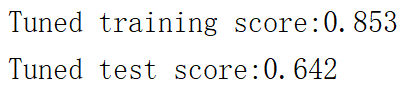 Tuned training score:0.853
Tuned test score:0.642